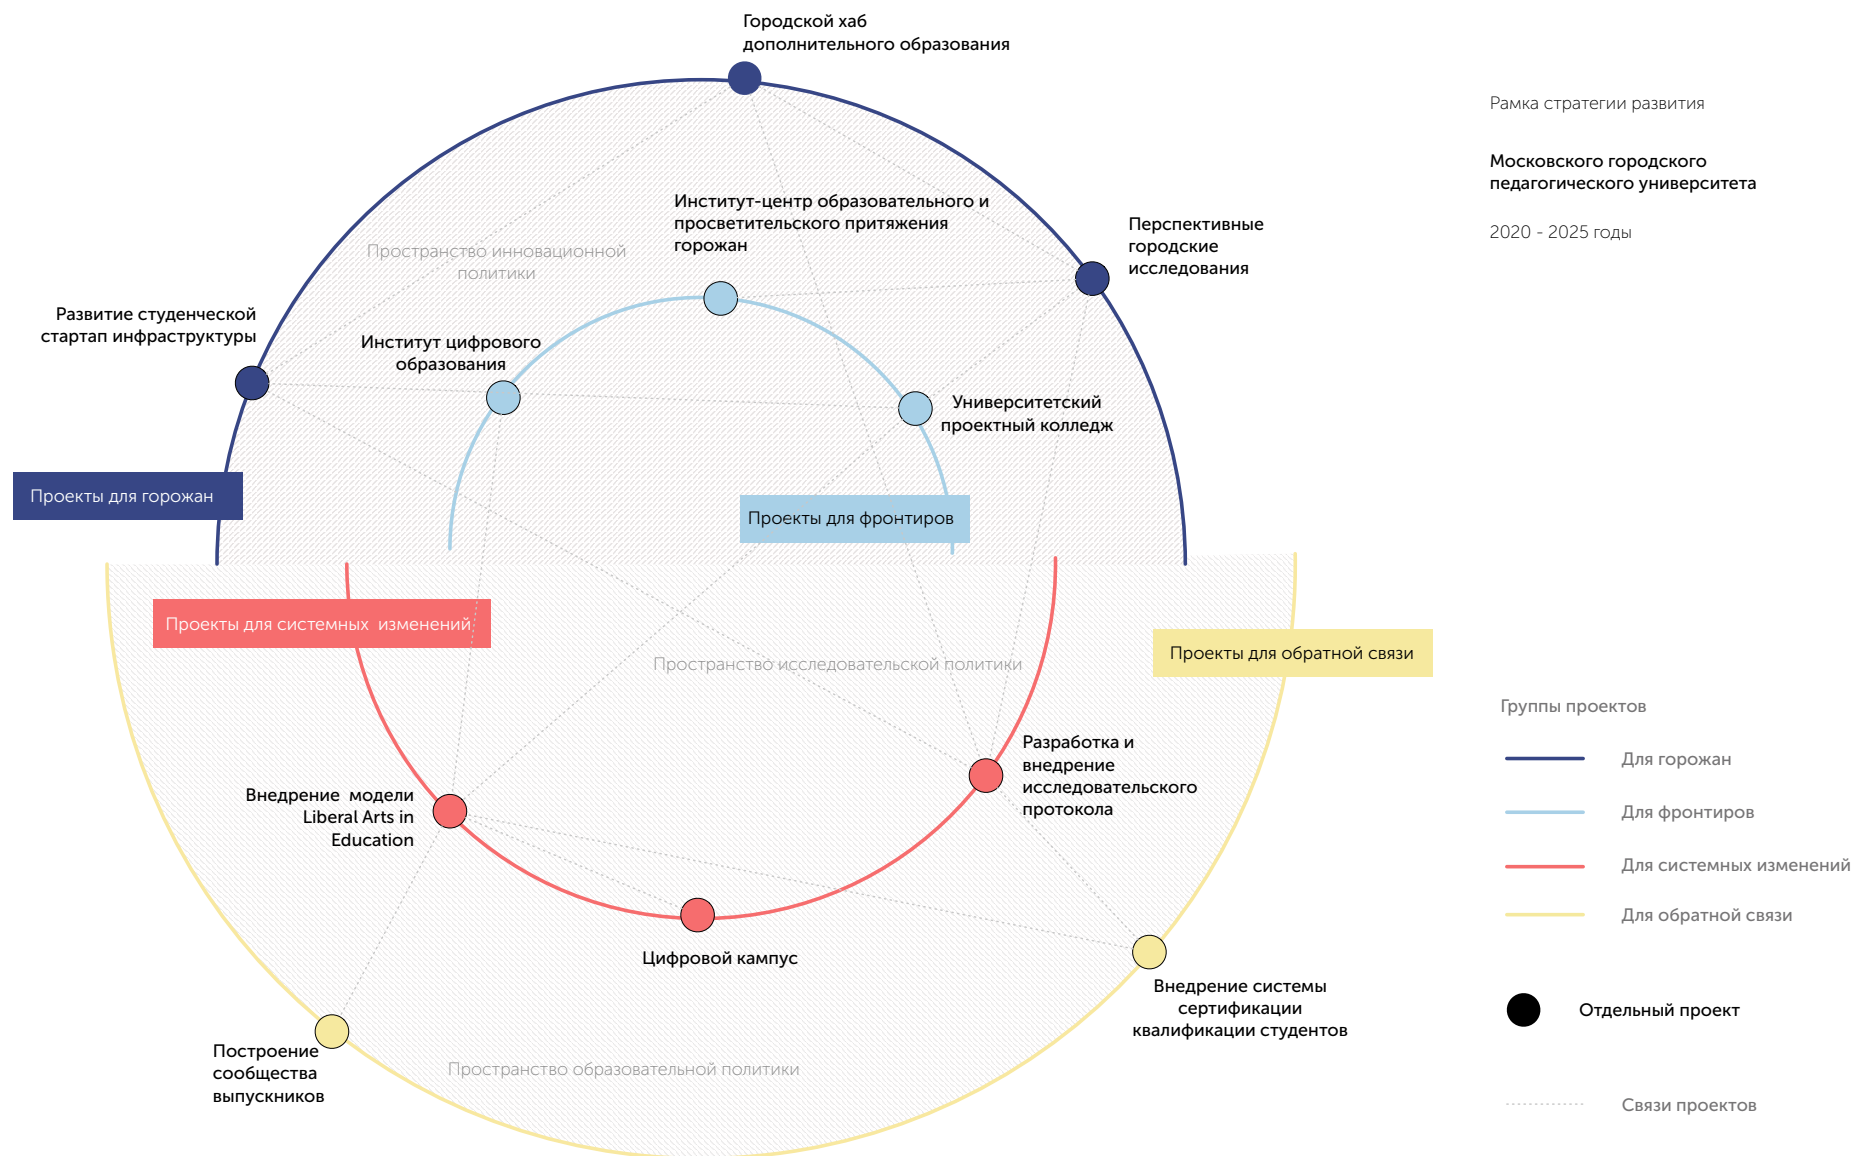 Городской хаб
дополнительного образования
Рамка стратегии развития
Московского городского
педагогического университета
2020 - 2025 годы
Институт-центр образовательного и
просветительского притяжения
горожан
Перспективные
городские
исследования
Пространство инновационной
политики
Развитие студенческой
стартап инфраструктуры
Институт цифрового
образования
Университетский
проектный колледж
Проекты для горожан
Проекты для фронтиров
Проекты для системных  изменений
Пространство исследовательской политики
Проекты для обратной связи
Разработка и
внедрение
исследовательского
протокола
Внедрение  модели
Liberal Arts in
Education
Цифровой кампус
Внедрение системы
сертификации
квалификации студентов
Построение
сообщества
выпускников
Пространство образовательной политики
Группы проектов
Для горожан
Для фронтиров
Для системных изменений
Для обратной связи
Отдельный проект
Связи проектов